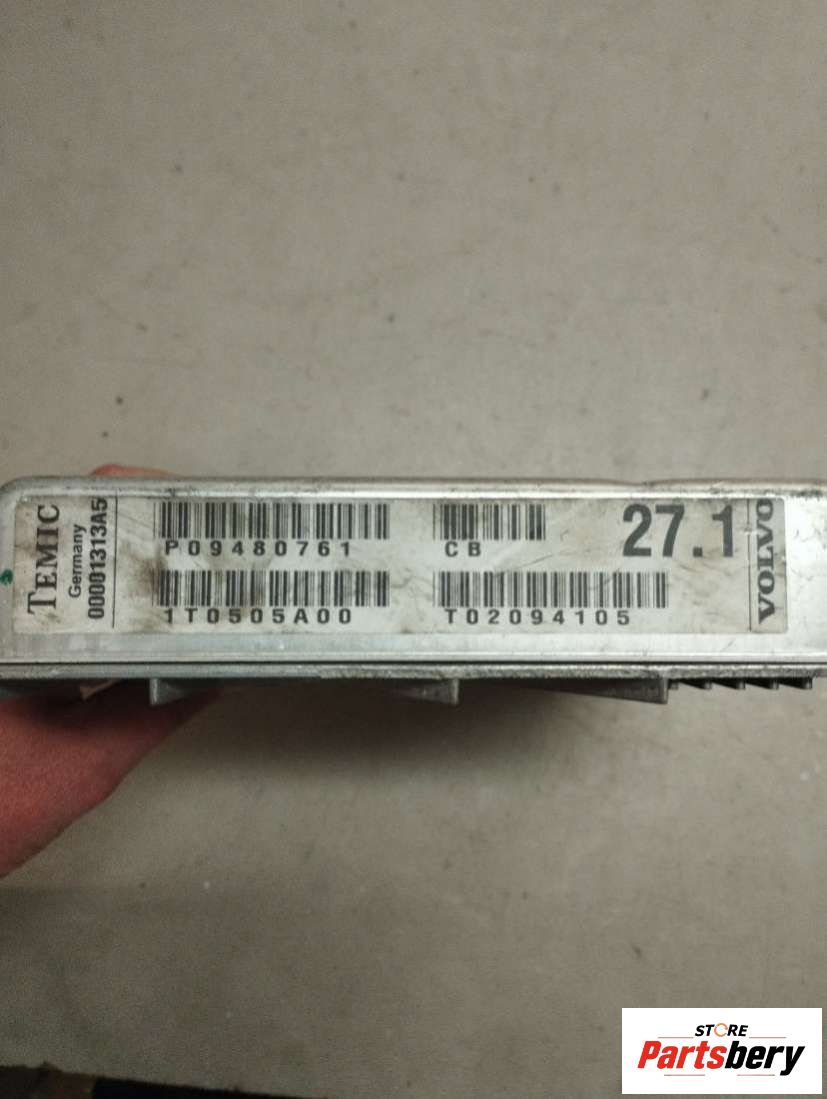 TEMIC
Germany
00001313A5
P09480761
CB
27.1
1T0505A00
T02094105
VOLVO
STORE
Partsbery